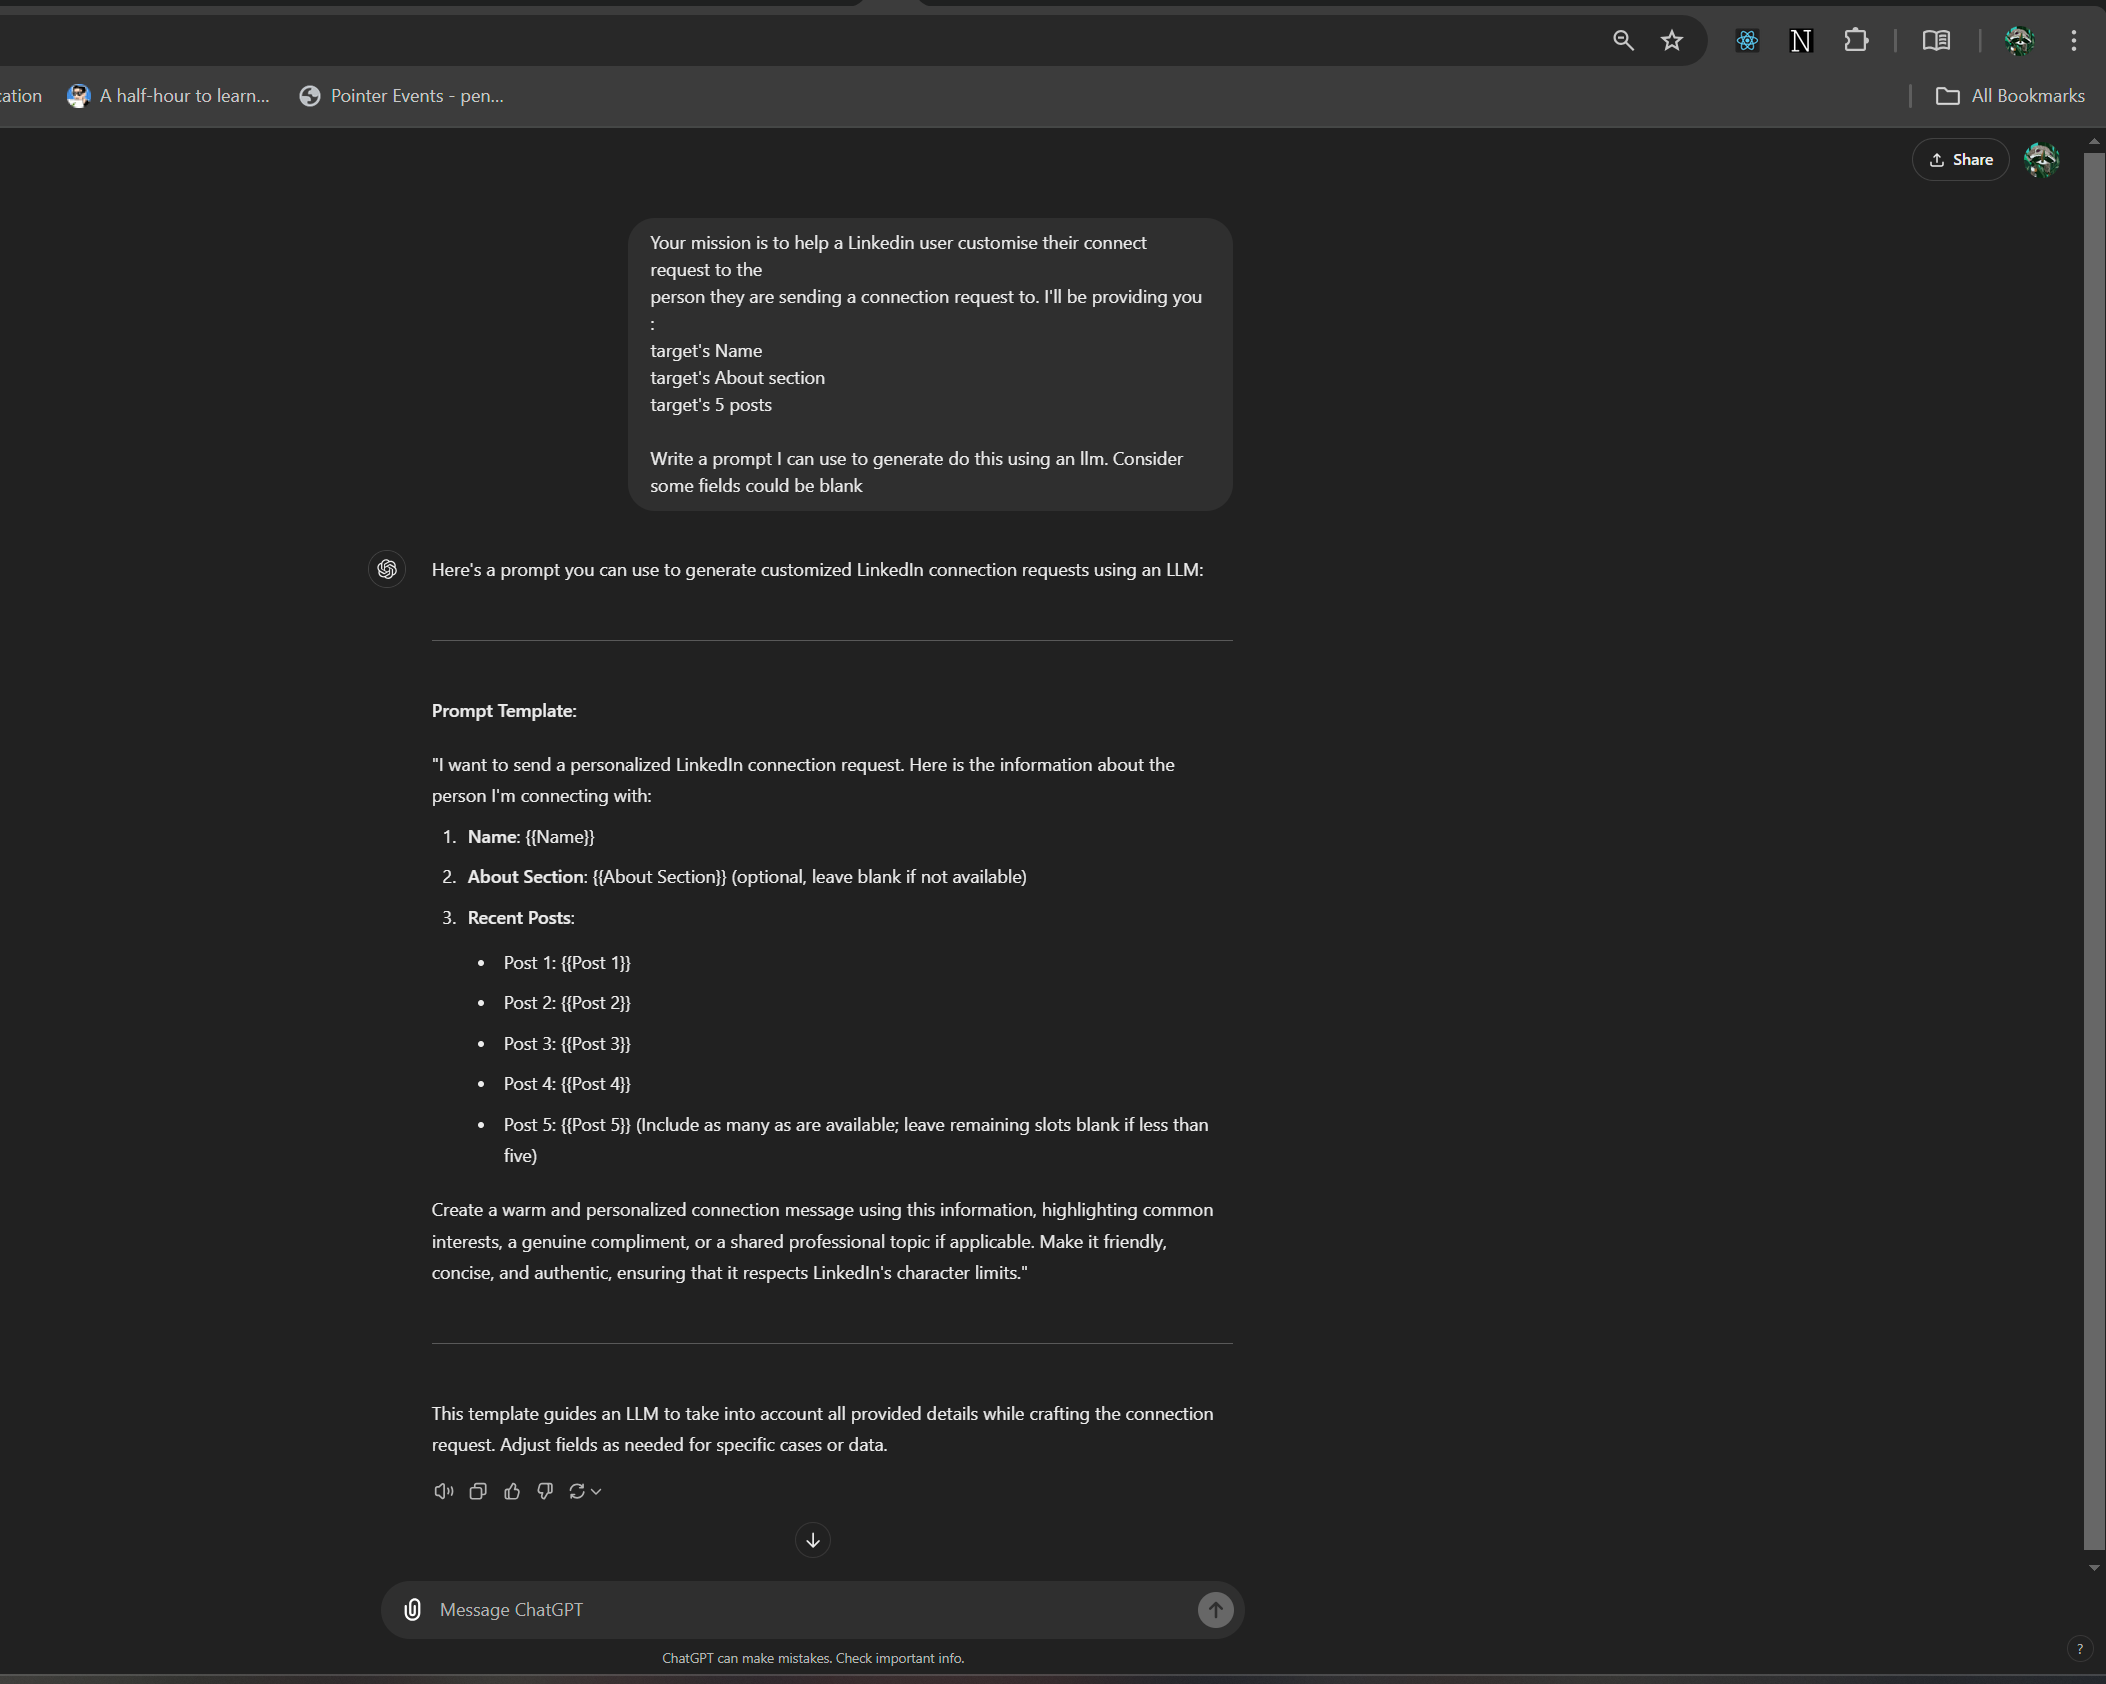 cation
A half-hour to learn...
Pointer Events - pen...
All Bookmarks
Share
Your mission is to help a Linkedin user customise their connect
request to the
person they are sending a connection request to. I'll be providing you
:
target's Name
target's About section
target's 5 posts
Write a prompt I can use to generate do this using an llm. Consider
some fields could be blank
Here's a prompt you can use to generate customized LinkedIn connection requests using an LLM:
Prompt Template:
"I want to send a personalized LinkedIn connection request. Here is the information about the
person I'm connecting with:
1. Name: {{Name}}
2. About Section: {{About Section}} (optional, leave blank if not available)
3. Recent Posts:
• Post 1: {{Post 1}}
• Post 2: {{Post 2}}
• Post 3: {{Post 3}}
• Post 4: {{Post 4}}
• Post 5: {{Post 5}} (Include as many as are available; leave remaining slots blank if less than
five)
Create a warm and personalized connection message using this information, highlighting common
interests, a genuine compliment, or a shared professional topic if applicable. Make it friendly,
concise, and authentic, ensuring that it respects LinkedIn's character limits."
This template guides an LLM to take into account all provided details while crafting the connection
request. Adjust fields as needed for specific cases or data.
Message ChatGPT
ChatGPT can make mistakes. Check important info.
?